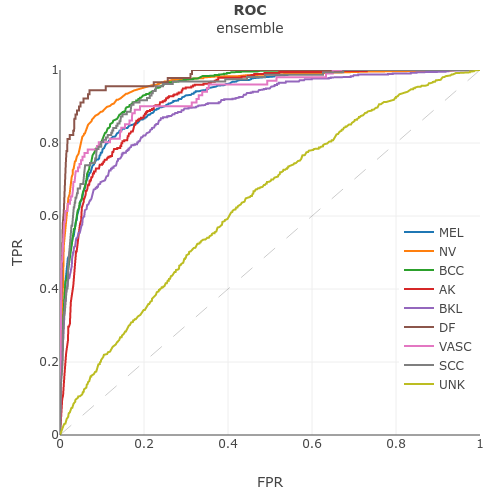 ROC
ensemble
TPR
1
0.8
0.6
0.4
0.2
0
0
0.2
0.4
0.6
0.8
1
FPR
MEL
NV
BCC
AK
BKL
DF
VASC
SCC
UNK